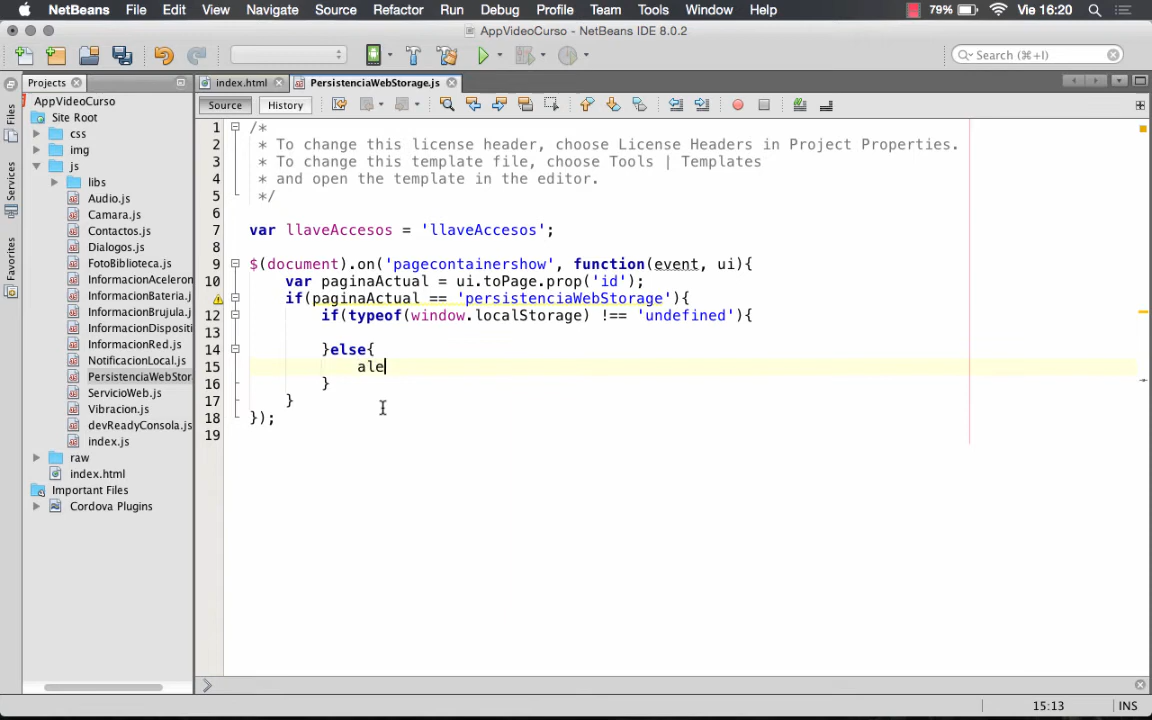 NetBeans File Edit View Navigate Source Refactor Run Debug Profile Team Tools Window Help 79% Vie 16:20
AppVideoCurso - NetBeans IDE 8.0.2
Search (⌘+I)
Projects index.html PersistenciaWebStorage.js
Source History
Files
Services
Favorites
AppVideoCurso
Site Root
css
img
js
libs
Audio.js
Camara.js
Contactos.js
Dialogos.js
FotoBiblioteca.js
InformacionAceleron
InformacionBateria.j
InformacionBrujula.j
InformacionDispositi
InformacionRed.js
NotificacionLocal.js
PersistenciaWebStor
ServicioWeb.js
Vibracion.js
devReadyConsola.js
index.js
raw
index.html
Important Files
Cordova Plugins
1 /*
2 * To change this license header, choose License Headers in Project Properties.
3 * To change this template file, choose Tools | Templates
4 * and open the template in the editor.
5 */
6
7 var llaveAccesos = 'llaveAccesos';
8
9 $(document).on('pagecontainershow', function(event, ui){
10 var paginaActual = ui.toPage.prop('id');
if(paginaActual == 'persistenciaWebStorage'){
12 if(typeof(window.localStorage) !== 'undefined'){
13
14 }else{
15 ale
16 }
17 }
18 });
19
15:13 INS